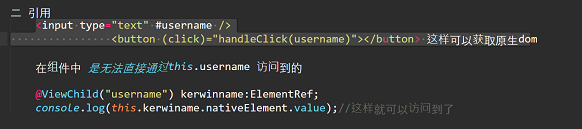 二 引用
<input type="text" #username />
<button (click)="handleClick(username)"></button> 这样可以获取原生dom
在组件中 是无法直接通过this.username 访问到的
@ViewChild("username") kerwinname:ElementRef;
console.log(this.kerwiname.nativeElement.value);//这样就可以访问到了